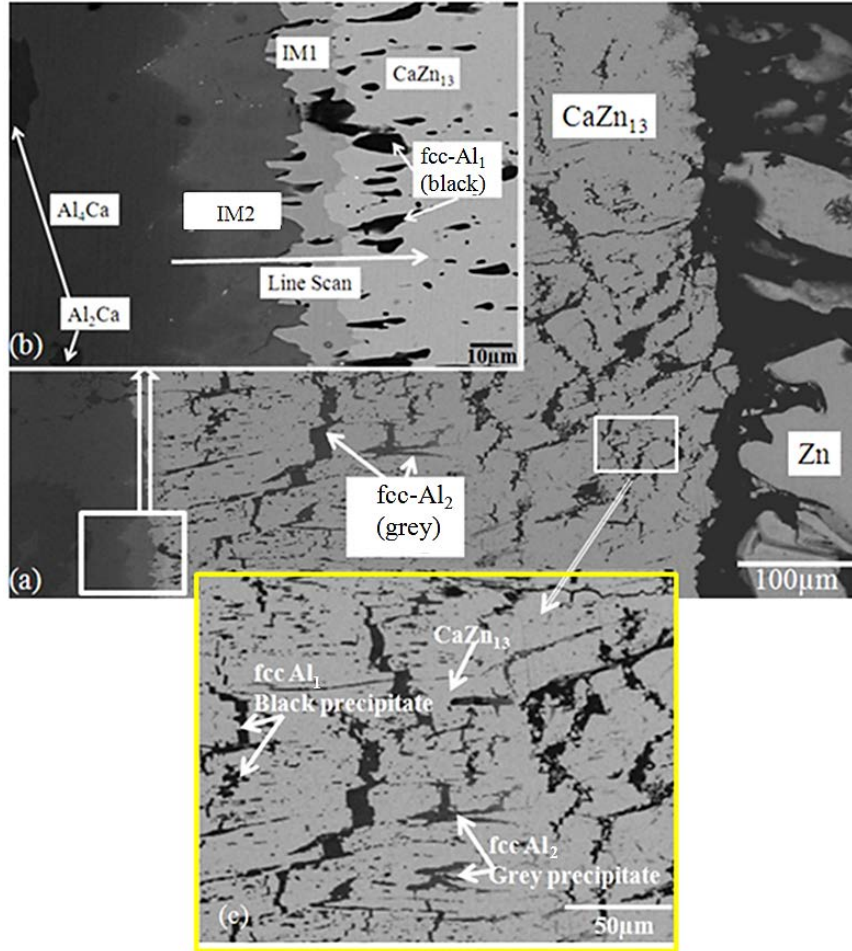 IM1
CaZn₁₃
fcc-Al₁
(black)
Al₄Ca
IM2
Line Scan
Al₂Ca
(b)
10µm
CaZn₁₃
fcc-Al₂
(grey)
Zn
(a)
100µm
CaZn₁₃
fcc Al₁
Black precipitate
fcc Al₂
Grey precipitate
(c)
50µm